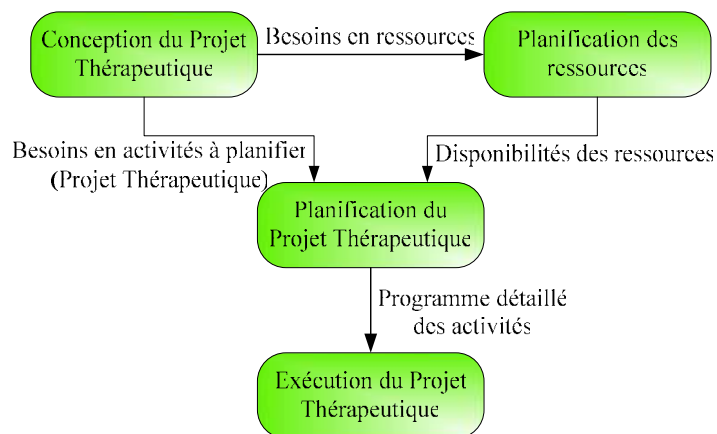 Conception du Projet
Thérapeutique
Besoins en ressources
Planification des
ressources
Besoins en activités à planifier
(Projet Thérapeutique)
Disponibilités des ressources
Planification du
Projet Thérapeutique
Programme détaillé
des activités
Exécution du Projet
Thérapeutique